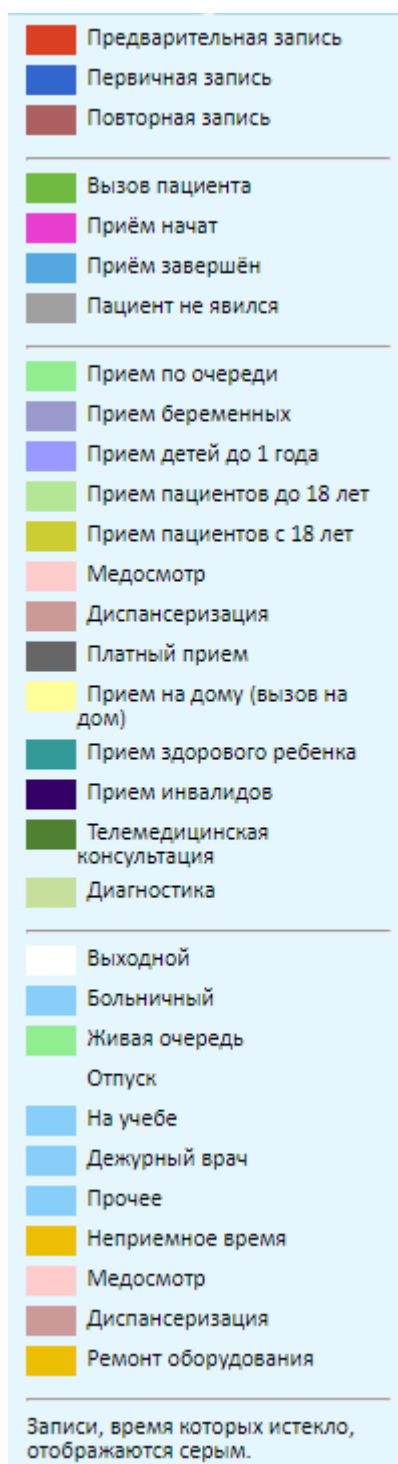 Предварительная запись
Первичная запись
Повторная запись
Вызов пациента
Приём начат
Приём завершён
Пациент не явился
Прием по очереди
Прием беременных
Прием детей до 1 года
Прием пациентов до 18 лет
Прием пациентов с 18 лет
Медосмотр
Диспансеризация
Платный прием
Прием на дому (вызов на
дом)
Прием здорового ребенка
Прием инвалидов
Телемедицинская
консультация
Диагностика
Выходной
Больничный
Живая очередь
Отпуск
На учебе
Дежурный врач
Прочее
Неприемное время
Медосмотр
Диспансеризация
Ремонт оборудования
Записи, время которых истекло,
отображаются серым.